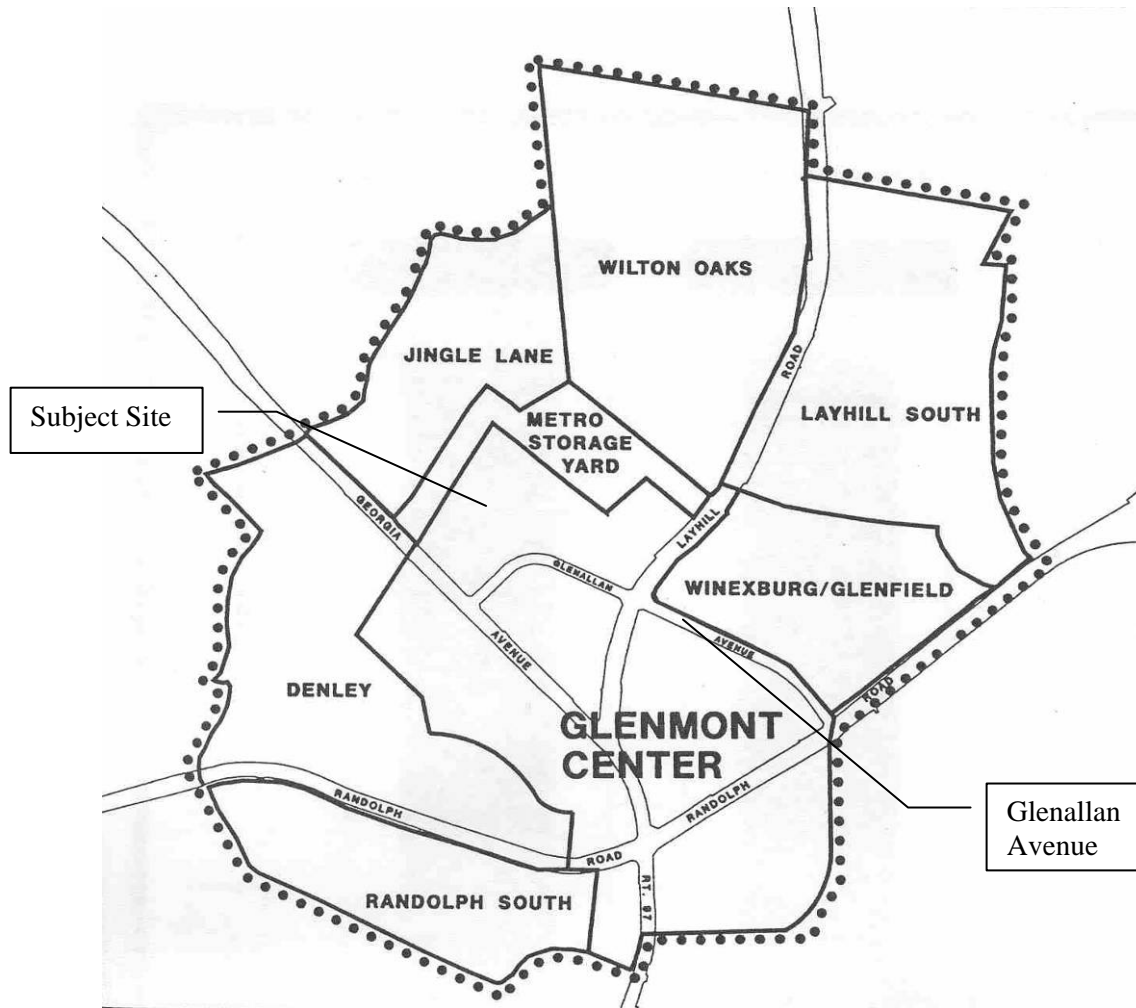 WILTON OAKS
ROAD
JINGLE LANE
Subject Site
METRO
STORAGE
YARD
LAYHILL SOUTH
GEORGIA
LAYHILL
GLENALLAN
WINEXBURG/GLENFIELD
AVENUE
AVENUE
ROAD
DENLEY
GLENMONT
CENTER
RANDOLPH
RANDOLPH
Glenallan
Avenue
ROAD
RT. 97
RANDOLPH SOUTH